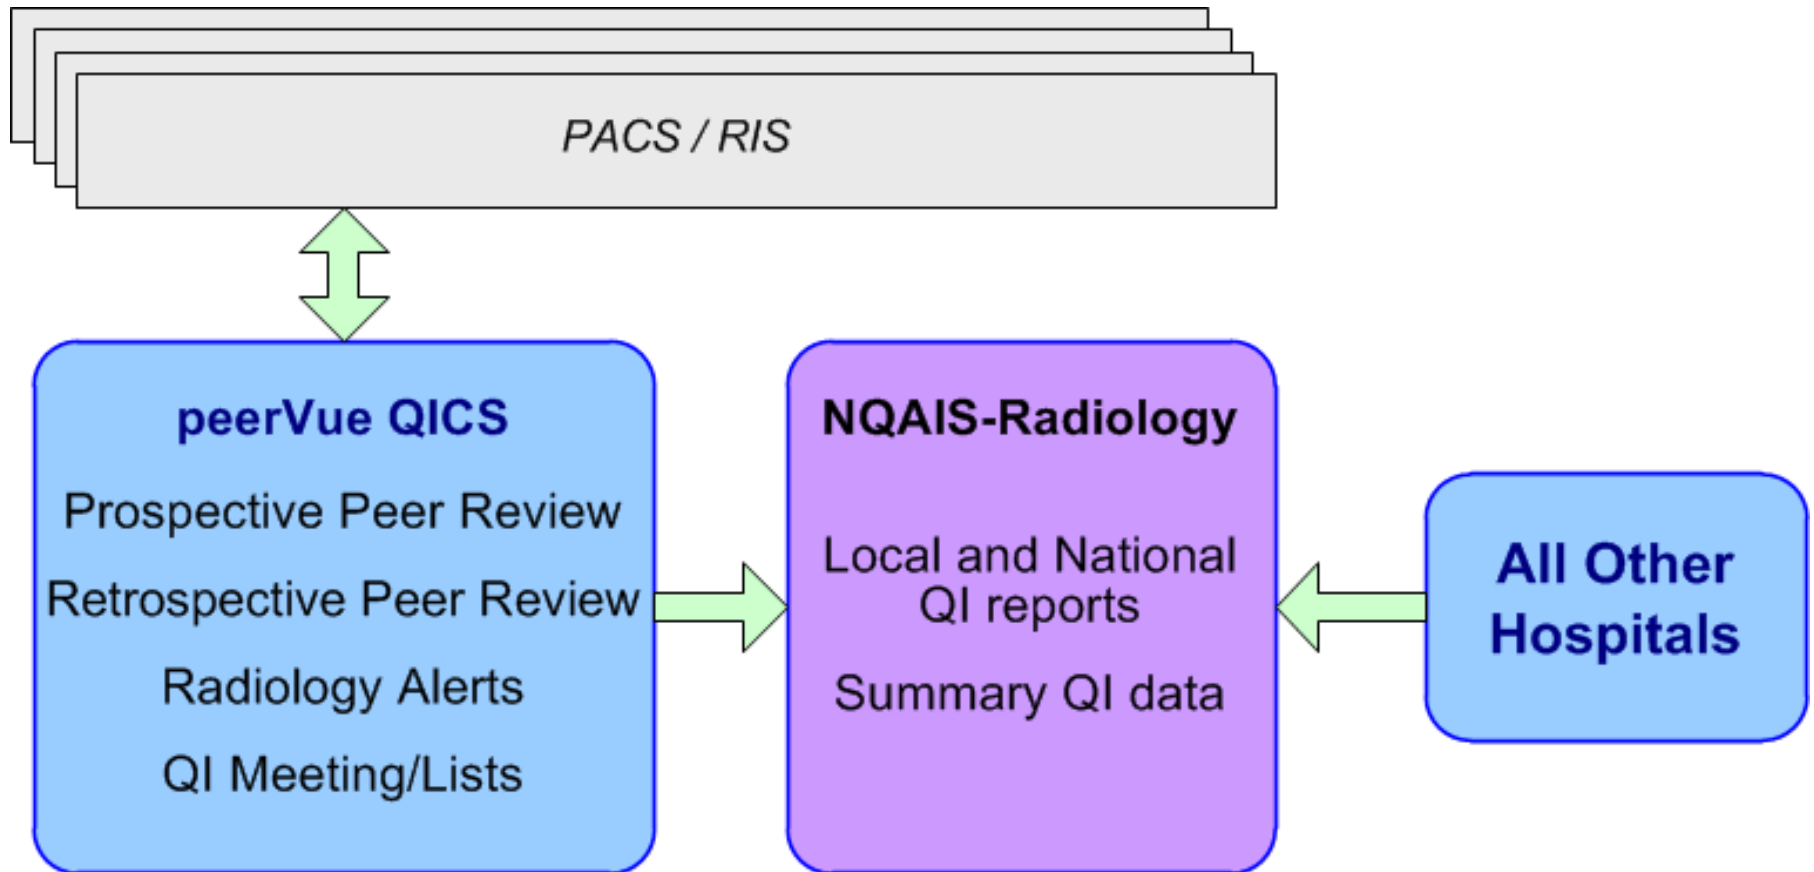 PACS / RIS
peerVue QICS
Prospective Peer Review
Retrospective Peer Review
Radiology Alerts
QI Meeting/Lists
NQAIS-Radiology
Local and National
QI reports
Summary QI data
All Other
Hospitals